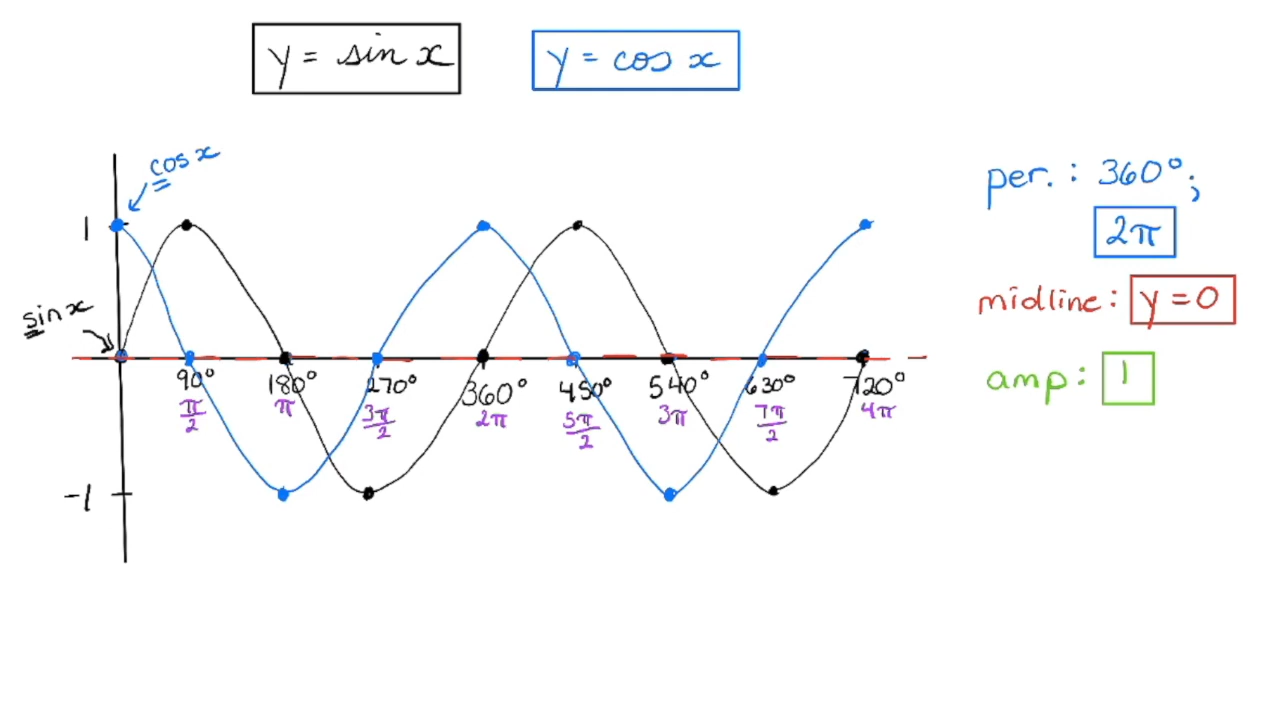 y = sin x
y = cos x
cos x
1
sin x
-1
90° 180° 270° 360° 450° 540° 630° 720°
π/2 π 3π/2 2π 5π/2 3π 7π/2 4π
per. : 360° ;
2π
midline : y = 0
amp : 1